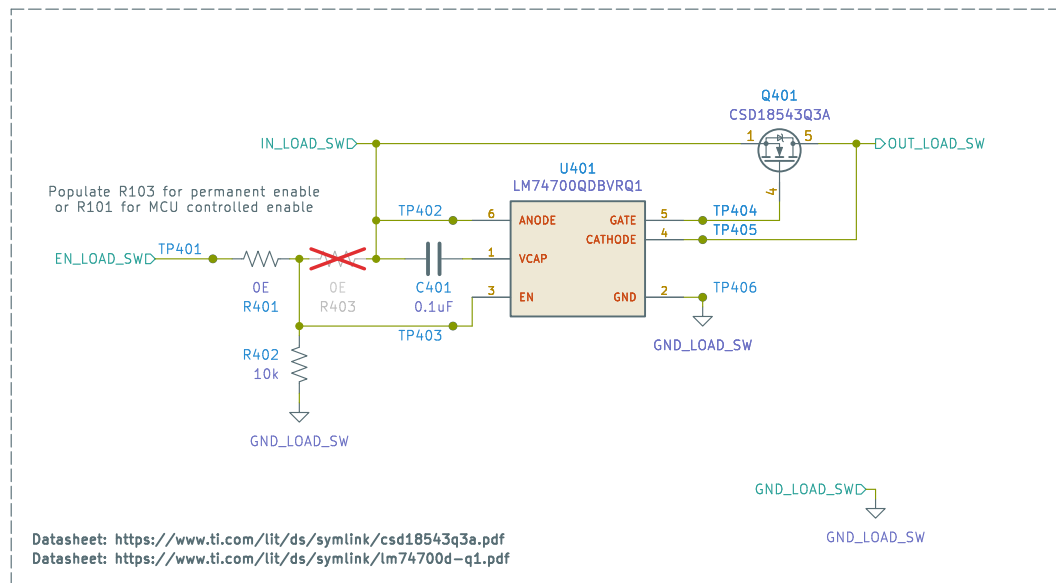 Q401
CSD18543Q3A
IN_LOAD_SW
1
5
OUT_LOAD_SW
4
U401
LM74700QDBVRQ1
Populate R103 for permanent enable
or R101 for MCU controlled enable
TP402
6
ANODE
GATE
5
TP404
CATHODE
4
TP405
TP401
EN_LOAD_SW
1
VCAP
0E
R401
0E
R403
C401
0.1uF
3
EN
GND
2
TP406
TP403
GND_LOAD_SW
R402
10k
GND_LOAD_SW
GND_LOAD_SW
GND_LOAD_SW
Datasheet: https://www.ti.com/lit/ds/symlink/csd18543q3a.pdf
Datasheet: https://www.ti.com/lit/ds/symlink/lm74700d-q1.pdf